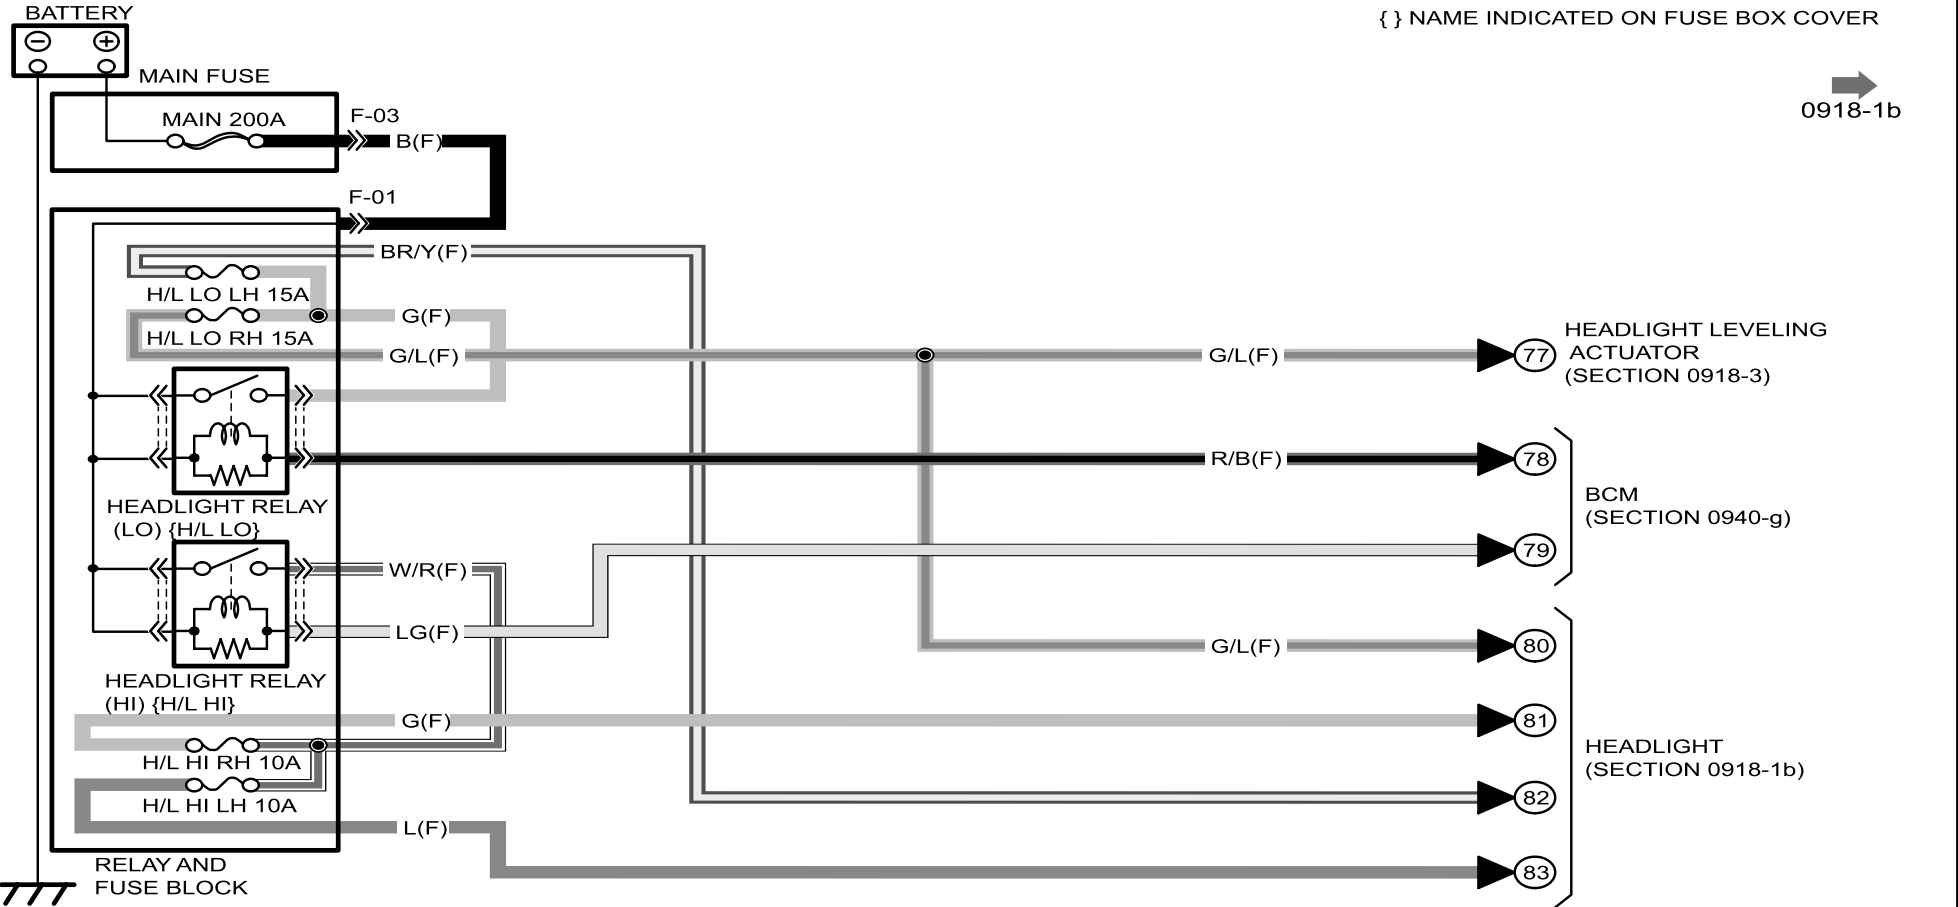 BATTERY
{ } NAME INDICATED ON FUSE BOX COVER
− +
MAIN FUSE
0918-1b
MAIN 200A
F-03
B(F)
F-01
BR/Y(F)
H/L LO LH 15A
G(F)
H/L LO RH 15A
G/L(F)
G/L(F)
77
HEADLIGHT LEVELING
ACTUATOR
(SECTION 0918-3)
R/B(F)
78
BCM
(SECTION 0940-g)
HEADLIGHT RELAY
(LO) {H/L LO}
79
W/R(F)
LG(F)
G/L(F)
80
HEADLIGHT RELAY
(HI) {H/L HI}
G(F)
81
H/L HI RH 10A
HEADLIGHT
(SECTION 0918-1b)
H/L HI LH 10A
82
L(F)
83
RELAY AND
FUSE BLOCK